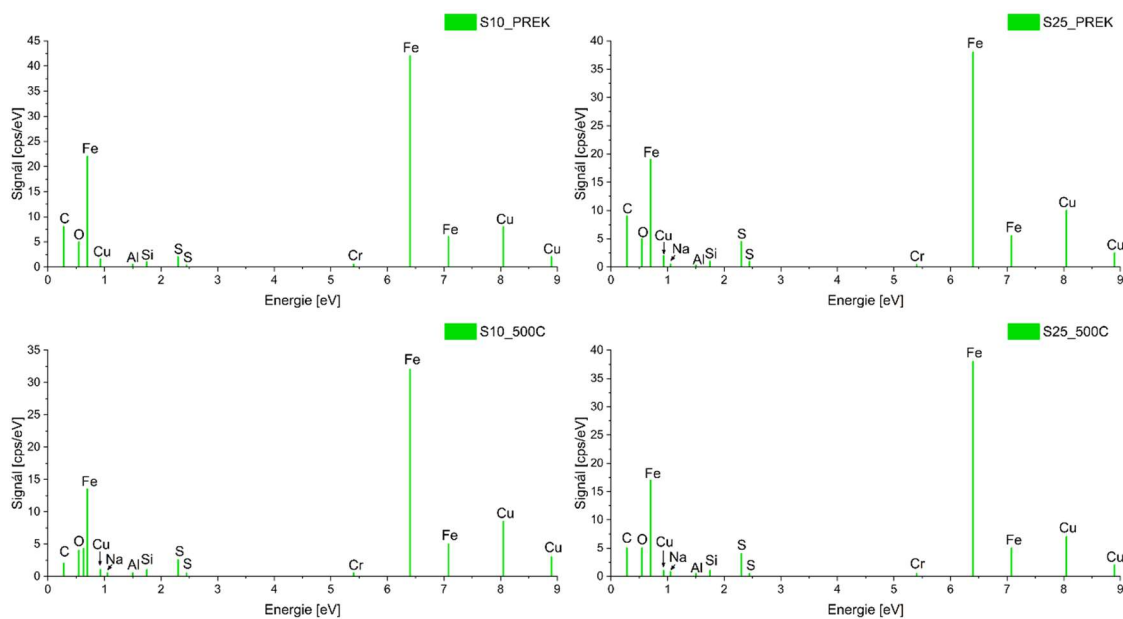 S10_PREK
Signál [cps/eV]
45
40
35
30
25
20
15
10
5
0
Fe
Fe
C
O
Cu
Al
Si
S
S
Cr
Fe
Cu
Cu
0 1 2 3 4 5 6 7 8 9
Energie [eV]
S25_PREK
Signál [cps/eV]
40
35
30
25
20
15
10
5
0
Fe
Fe
C
O
Cu
Na
Al
Si
S
S
Cr
Fe
Cu
Cu
0 1 2 3 4 5 6 7 8 9
Energie [eV]
S10_500C
Signál [cps/eV]
35
30
25
20
15
10
5
0
Fe
Fe
C
O
Cu
Na
Al
Si
S
S
Cr
Fe
Cu
Cu
0 1 2 3 4 5 6 7 8 9
Energie [eV]
S25_500C
Signál [cps/eV]
40
35
30
25
20
15
10
5
0
Fe
Fe
C
O
Cu
Na
Al
Si
S
S
Cr
Fe
Cu
Cu
0 1 2 3 4 5 6 7 8 9
Energie [eV]